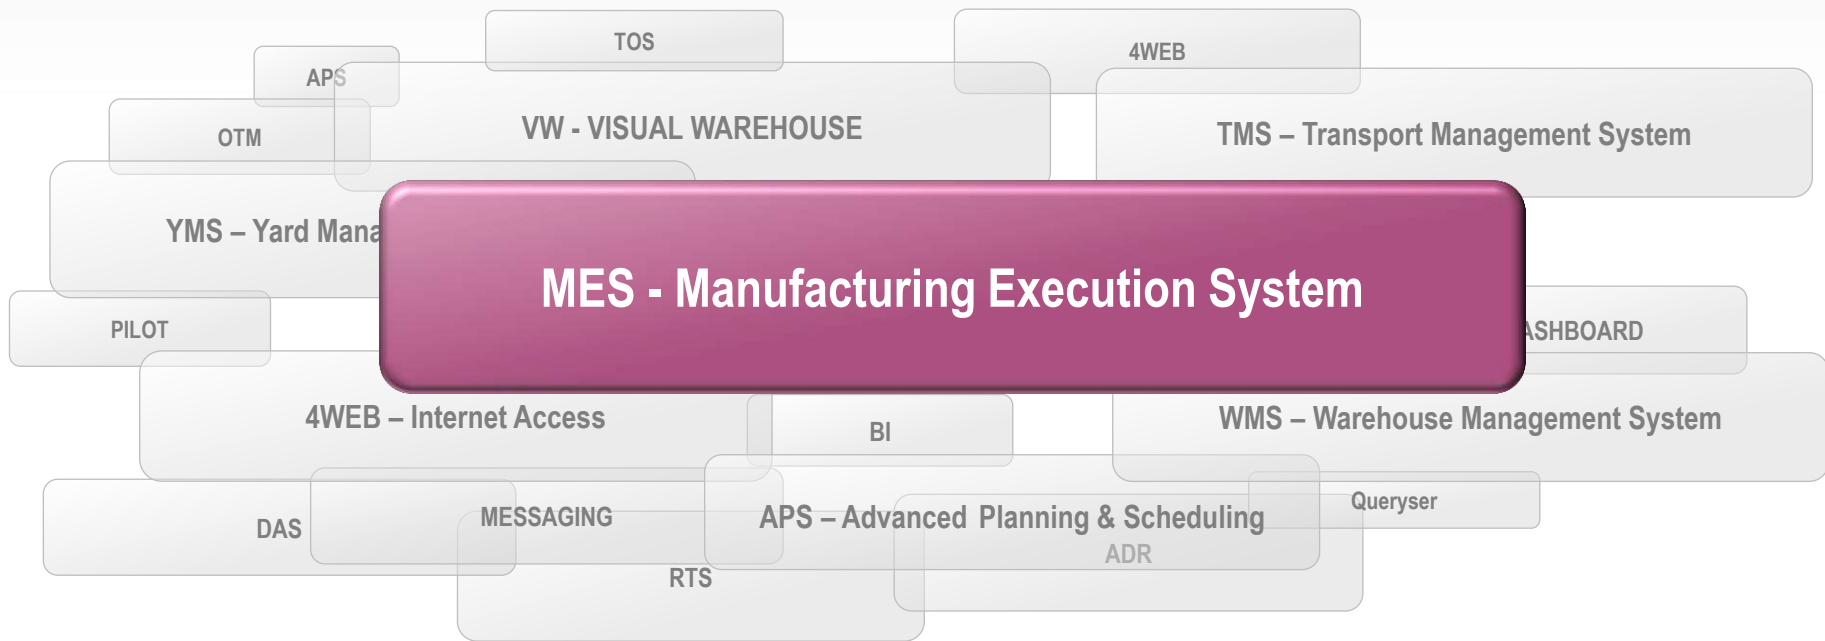 TOS
4WEB
APS
VW - VISUAL WAREHOUSE
TMS – Transport Management System
OTM
YMS – Yard Mana
MES - Manufacturing Execution System
PILOT
ASHBOARD
4WEB – Internet Access
BI
WMS – Warehouse Management System
Queryser
DAS
MESSAGING
APS – Advanced Planning & Scheduling
ADR
RTS